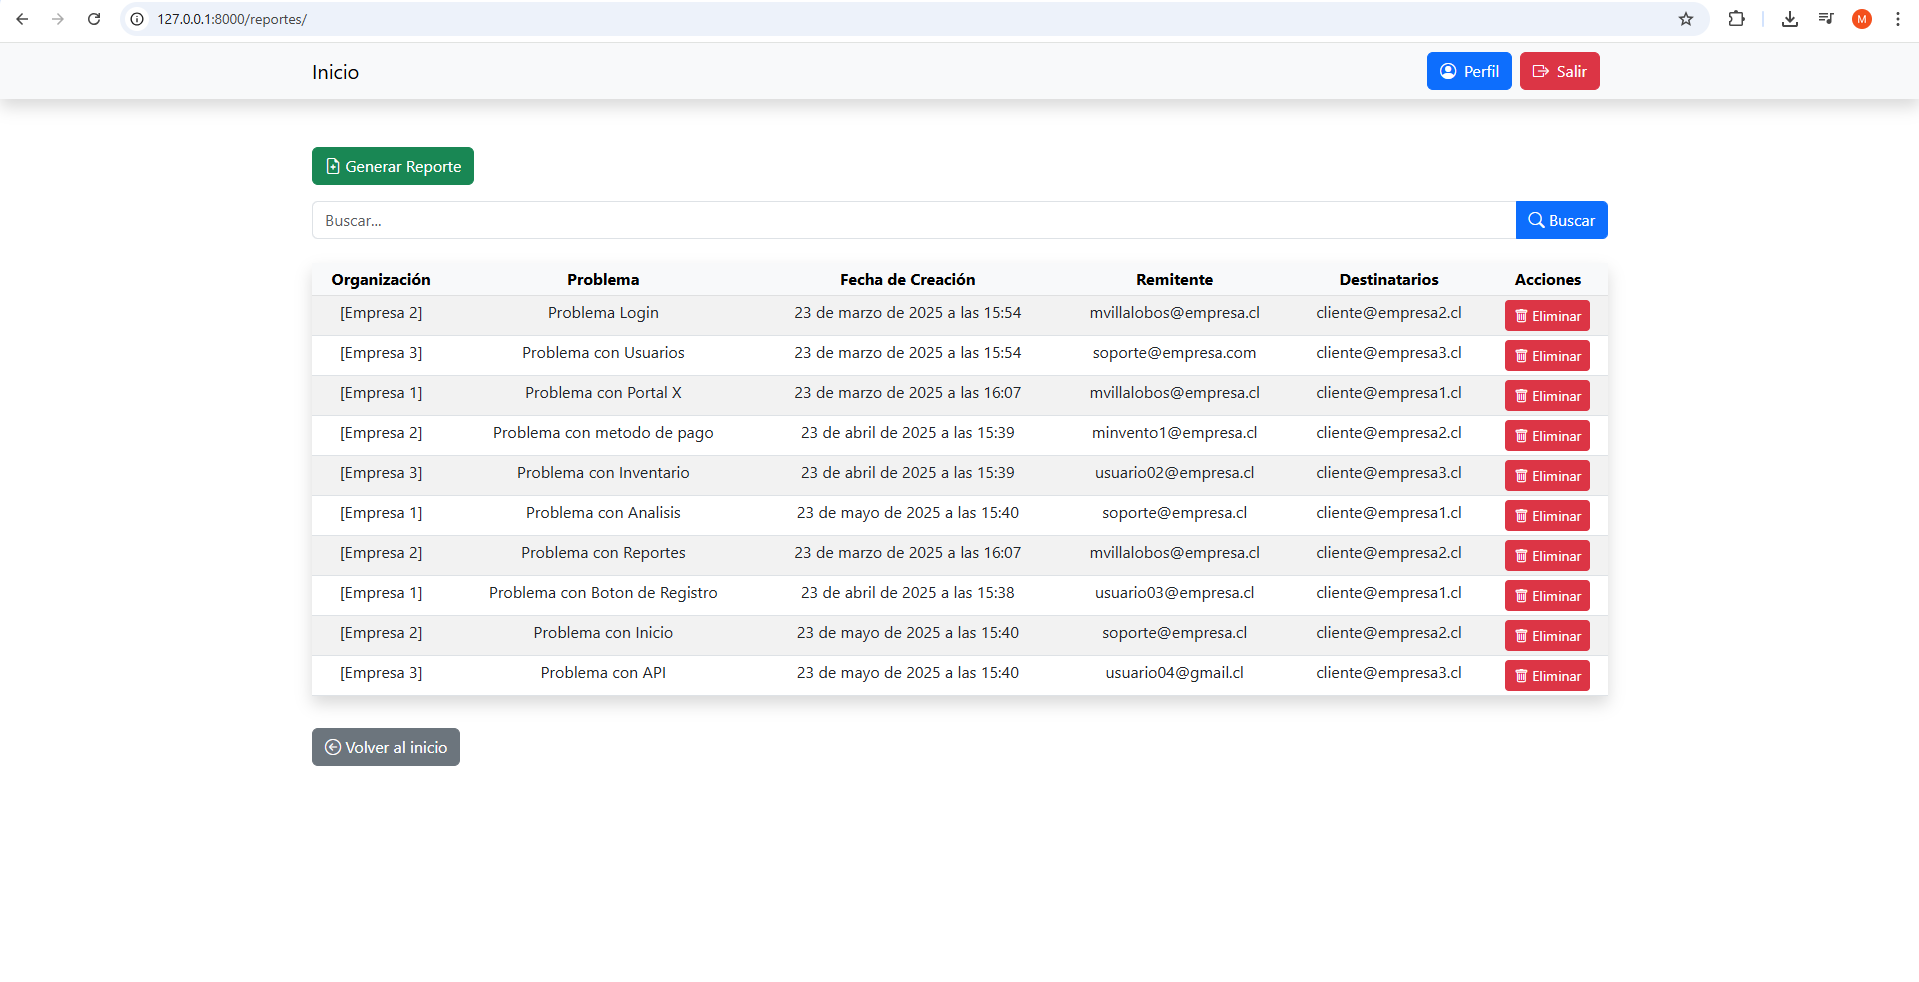 127.0.0.1:8000/reportes/
M
Inicio
Perfil
Salir
Generar Reporte
Buscar...
Buscar
Organización Problema Fecha de Creación Remitente Destinatarios Acciones
[Empresa 2] Problema Login 23 de marzo de 2025 a las 15:54 mvillalobos@empresa.cl cliente@empresa2.cl Eliminar
[Empresa 3] Problema con Usuarios 23 de marzo de 2025 a las 15:54 soporte@empresa.com cliente@empresa3.cl Eliminar
[Empresa 1] Problema con Portal X 23 de marzo de 2025 a las 16:07 mvillalobos@empresa.cl cliente@empresa1.cl Eliminar
[Empresa 2] Problema con metodo de pago 23 de abril de 2025 a las 15:39 minvento1@empresa.cl cliente@empresa2.cl Eliminar
[Empresa 3] Problema con Inventario 23 de abril de 2025 a las 15:39 usuario02@empresa.cl cliente@empresa3.cl Eliminar
[Empresa 1] Problema con Analisis 23 de mayo de 2025 a las 15:40 soporte@empresa.cl cliente@empresa1.cl Eliminar
[Empresa 2] Problema con Reportes 23 de marzo de 2025 a las 16:07 mvillalobos@empresa.cl cliente@empresa2.cl Eliminar
[Empresa 1] Problema con Boton de Registro 23 de abril de 2025 a las 15:38 usuario03@empresa.cl cliente@empresa1.cl Eliminar
[Empresa 2] Problema con Inicio 23 de mayo de 2025 a las 15:40 soporte@empresa.cl cliente@empresa2.cl Eliminar
[Empresa 3] Problema con API 23 de mayo de 2025 a las 15:40 usuario04@gmail.cl cliente@empresa3.cl Eliminar
Volver al inicio